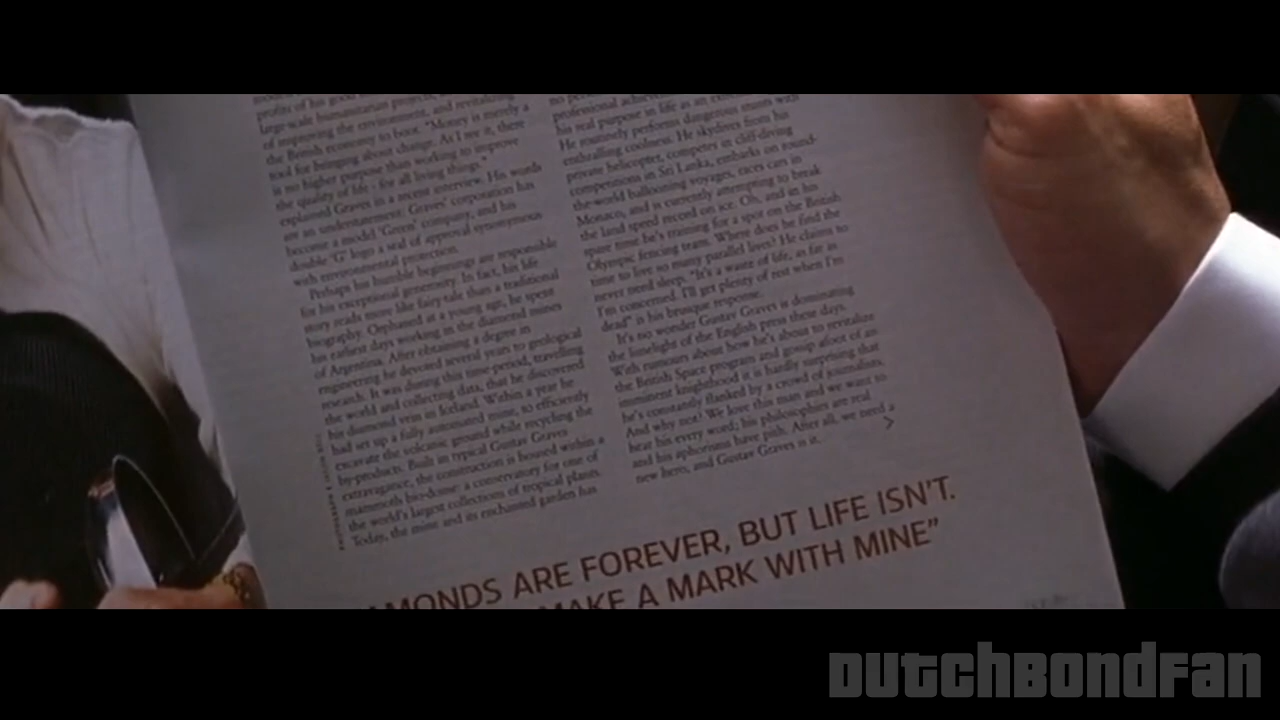 profits of his good
large-scale humanitarian projects,
of improving the environment, and revitalizing
the British economy to boot. "Money is merely a
tool for bringing about change. As I see it, there
is no higher purpose than working to improve
the quality of life - for all living things,"
explained Graves in a recent interview. His words
are an understatement: Graves' corporation has
become a model 'Green' company, and his
double 'G' logo a seal of approval synonymous
with environmental protection.
Perhaps his humble beginnings are responsible
for his exceptional generosity. In fact, his life
story reads more like fairy-tale than a traditional
biography. Orphaned at a young age, he spent
his earliest days working in the diamond mines
of Argentina. After obtaining a degree in
engineering he devoted several years to geological
research. It was during this time-period, travelling
the world and collecting data, that he discovered
his diamond vein in Iceland. Within a year he
had set up a fully automated mine, to efficiently
excavate the volcanic ground while recycling the
by-products. Built in typical Gustav Graves
extravagance, the construction is housed within a
mammoth bio-dome: a conservatory for one of
the world's largest collections of tropical plants.
Today, the mine and its enchanted garden has
professional
his real purpose in life as an
He routinely performs dangerous stunts with
enthralling coolness. He skydives from his
private helicopter, competes in cliff-diving
competitions in Sri Lanka, embarks on round-
the-world ballooning voyages, races cars in
Monaco, and is currently attempting to break
the land speed record on ice. Oh, and in his
spare time he's training for a spot on the British
Olympic fencing team. Where does he find the
time to live so many parallel lives? He claims to
never need sleep. "It's a waste of life, as far as
I'm concerned. I'll get plenty of rest when I'm
dead" is his brusque response.
It's no wonder Gustav Graves is dominating
the limelight of the English press these days.
With rumours about how he's about to revitalize
the British Space program and gossip afoot of an
imminent knighthood it is hardly surprising that
he's constantly flanked by a crowd of journalists.
And why not? We love this man and we want to
hear his every word; his philosophies are real
and his aphorisms have pith. After all, we need a
new hero, and Gustav Graves is it.
>
AMONDS ARE FOREVER, BUT LIFE ISN'T.
MAKE A MARK WITH MINE"
DUTCHBONDFAN